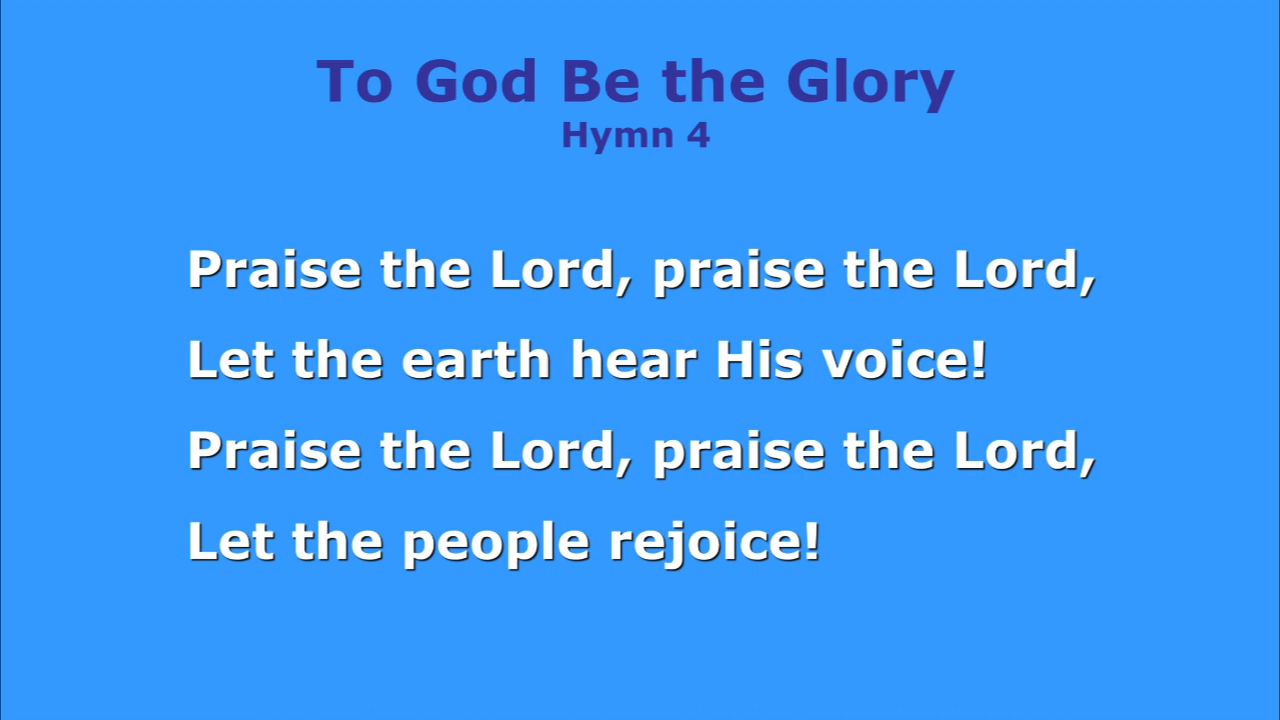 To God Be the Glory
Hymn 4
Praise the Lord, praise the Lord,
Let the earth hear His voice!
Praise the Lord, praise the Lord,
Let the people rejoice!